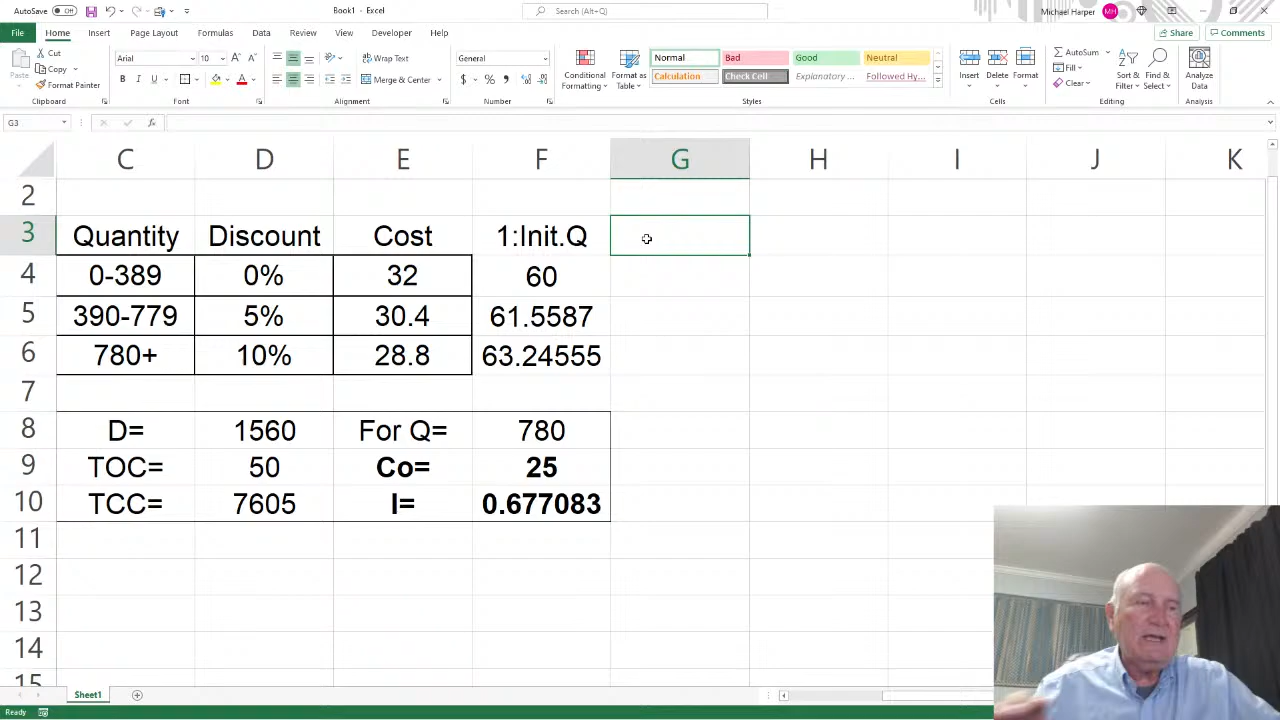 AutoSave Off Book1 - Excel Search (Alt+Q) Michael Harper MH
File Home Insert Page Layout Formulas Data Review View Developer Help Share Comments
Paste Cut Copy Format Painter Clipboard
Arial 10 A A B I U A Font
Wrap Text Merge & Center Alignment
General $ % , Number
Conditional Formatting Format as Table
Normal Bad Good Neutral
Calculation Check Cell Explanatory ... Followed Hy...
Styles
Insert Delete Format Cells
AutoSum Fill Clear Sort & Filter Find & Select Editing
Analyze Data Analysis
G3 fx
C D E F G H I J K
2
3 Quantity Discount Cost 1:Init.Q
4 0-389 0% 32 60
5 390-779 5% 30.4 61.5587
6 780+ 10% 28.8 63.24555
7
8 D= 1560 For Q= 780
9 TOC= 50 Co= 25
10 TCC= 7605 I= 0.677083
11
12
13
14
15
Sheet1
Ready